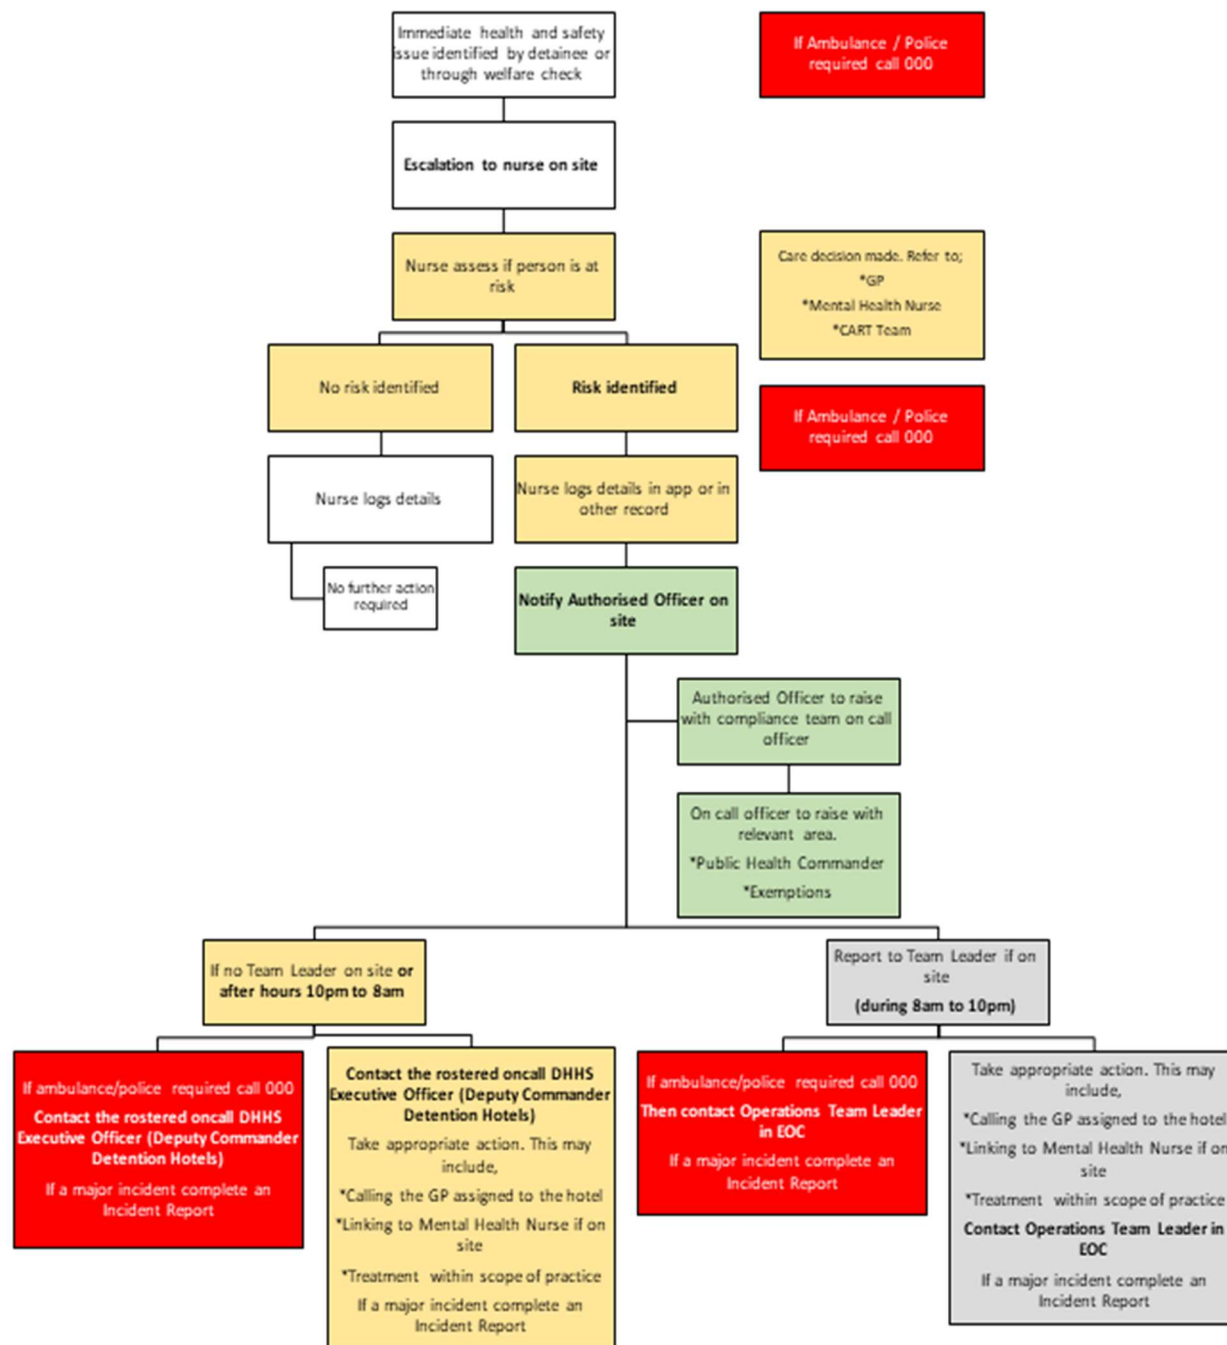 Immediate health and safety
issue identified by detainee or
through welfare check
If Ambulance / Police
required call 000
Escalation to nurse on site
Nurse assess if person is at
risk
Care decision made. Refer to;
*GP
*Mental Health Nurse
*CART Team
No risk identified
Risk identified
If Ambulance / Police
required call 000
Nurse logs details
Nurse logs details in app or in
other record
No further action
required
Notify Authorised Officer on
site
Authorised Officer to raise
with compliance team on call
officer
On call officer to raise with
relevant area.
*Public Health Commander
*Exemptions
If no Team Leader on site or
after hours 10pm to 8am
Report to Team Leader if on
site
(during 8am to 10pm)
If ambulance/police required call 000
Contact the rostered oncall DHHS
Executive Officer (Deputy Commander
Detention Hotels)
If a major incident complete an
Incident Report
Contact the rostered oncall DHHS
Executive Officer (Deputy Commander
Detention Hotels)
Take appropriate action. This may
include,
*Calling the GP assigned to the hotel
*Linking to Mental Health Nurse if on
site
*Treatment within scope of practice
If a major incident complete an
Incident Report
If ambulance/police required call 000
Then contact Operations Team Leader
in EOC
If a major incident complete an
Incident Report
Take appropriate action. This may
include,
*Calling the GP assigned to the hotel
*Linking to Mental Health Nurse if on
site
*Treatment within scope of practice
Contact Operations Team Leader in
EOC
If a major incident complete an
Incident Report